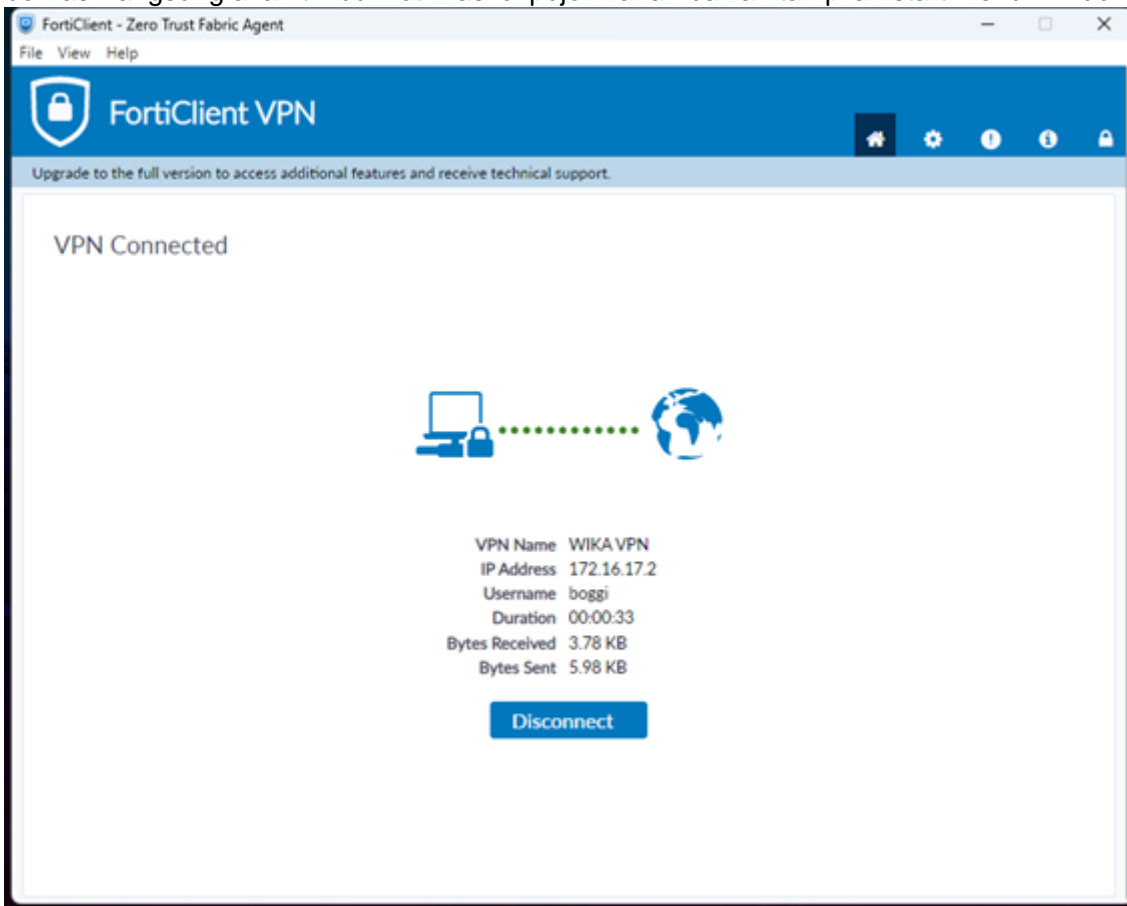 FortiClient - Zero Trust Fabric Agent
File View Help
FortiClient VPN
Upgrade to the full version to access additional features and receive technical support.
VPN Connected
VPN Name WIKA VPN
IP Address 172.16.17.2
Username boggi
Duration 00:00:33
Bytes Received 3.78 KB
Bytes Sent 5.98 KB
Disconnect